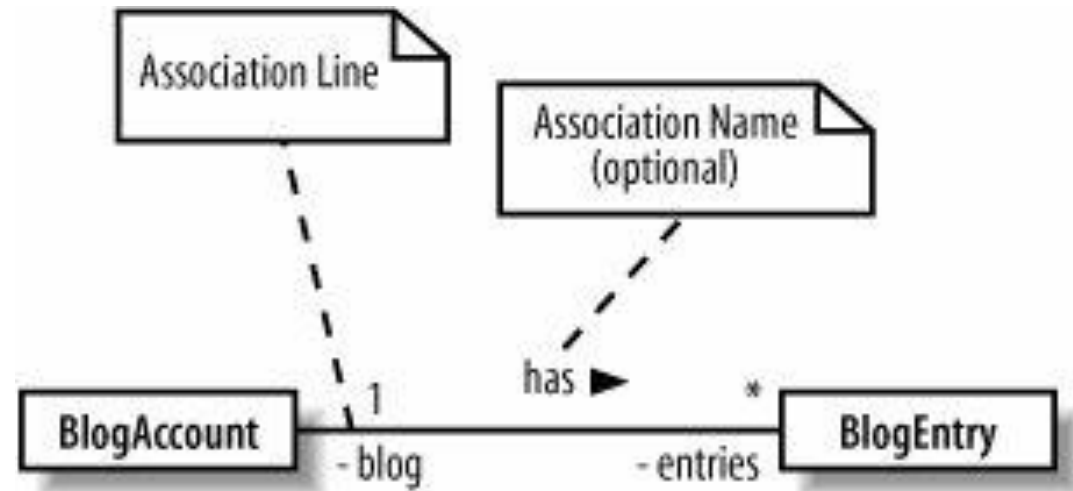 Association Line
Association Name
(optional)
has ►
1
*
BlogAccount
BlogEntry
- blog
- entries